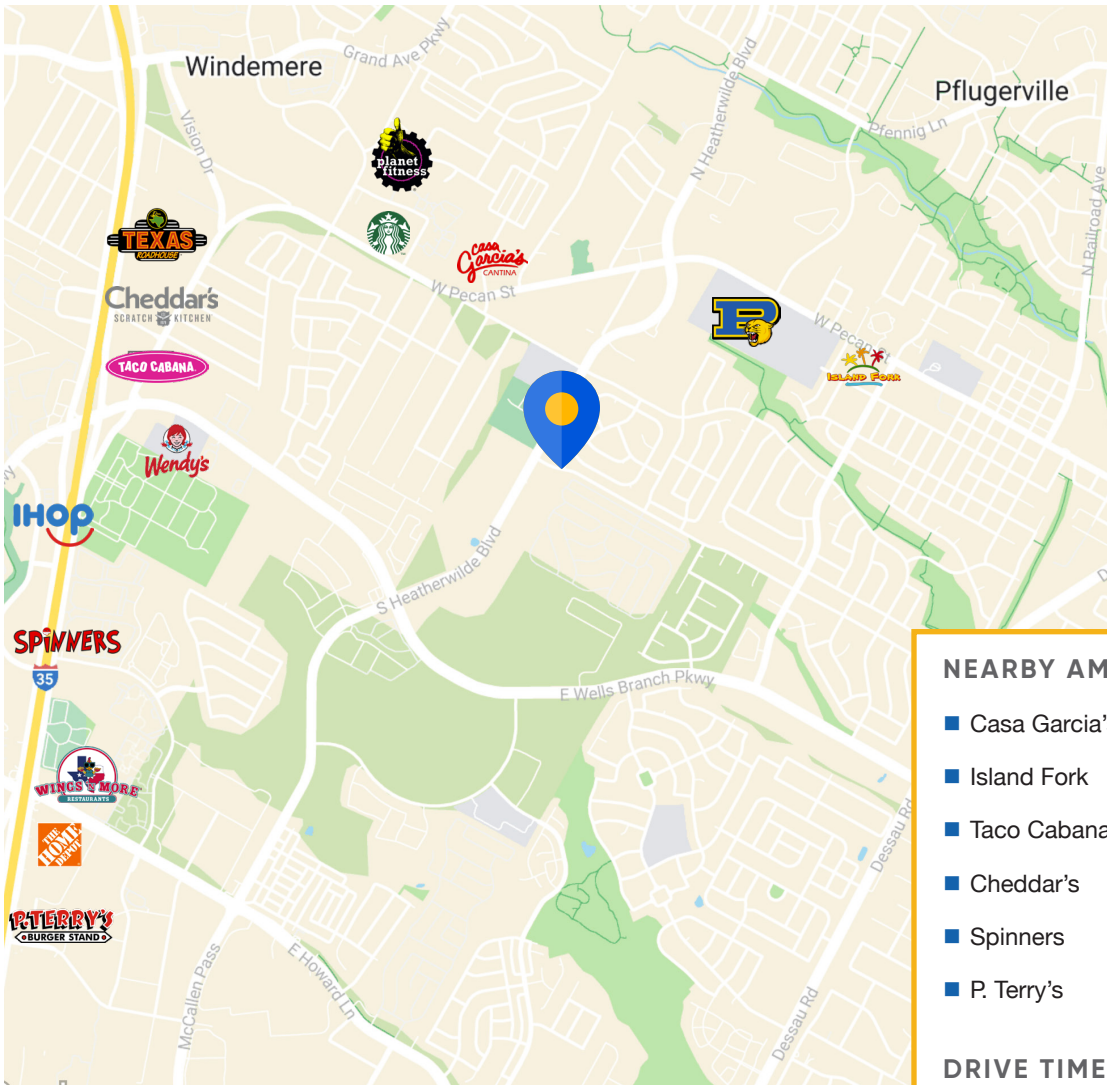 Windemere
Grand Ave Pkwy
Pflugerville
Vision Dr
N Heatherwilde Blvd
Pfennig Ln
planet
fitness
N Railroad Ave
TEXAS
ROADHOUSE
casa
Garcia's
CANTINA
W Pecan St
Cheddar's
SCRATCH KITCHEN
P
W Pecan St
TACO CABANA
ISLAND FORK
Wendy's
IHOP
S Heatherwilde Blvd
SPINNERS
35
E Wells Branch Pkwy
WINGS N MORE
RESTAURANTS
Dessau Rd
THE
HOME
DEPOT
P. TERRY'S
BURGER STAND
McCallen Pass
E Howard Ln
Dessau Rd
NEARBY AM
Casa Garcia'
Island Fork
Taco Cabana
Cheddar's
Spinners
P. Terry's
DRIVE TIME